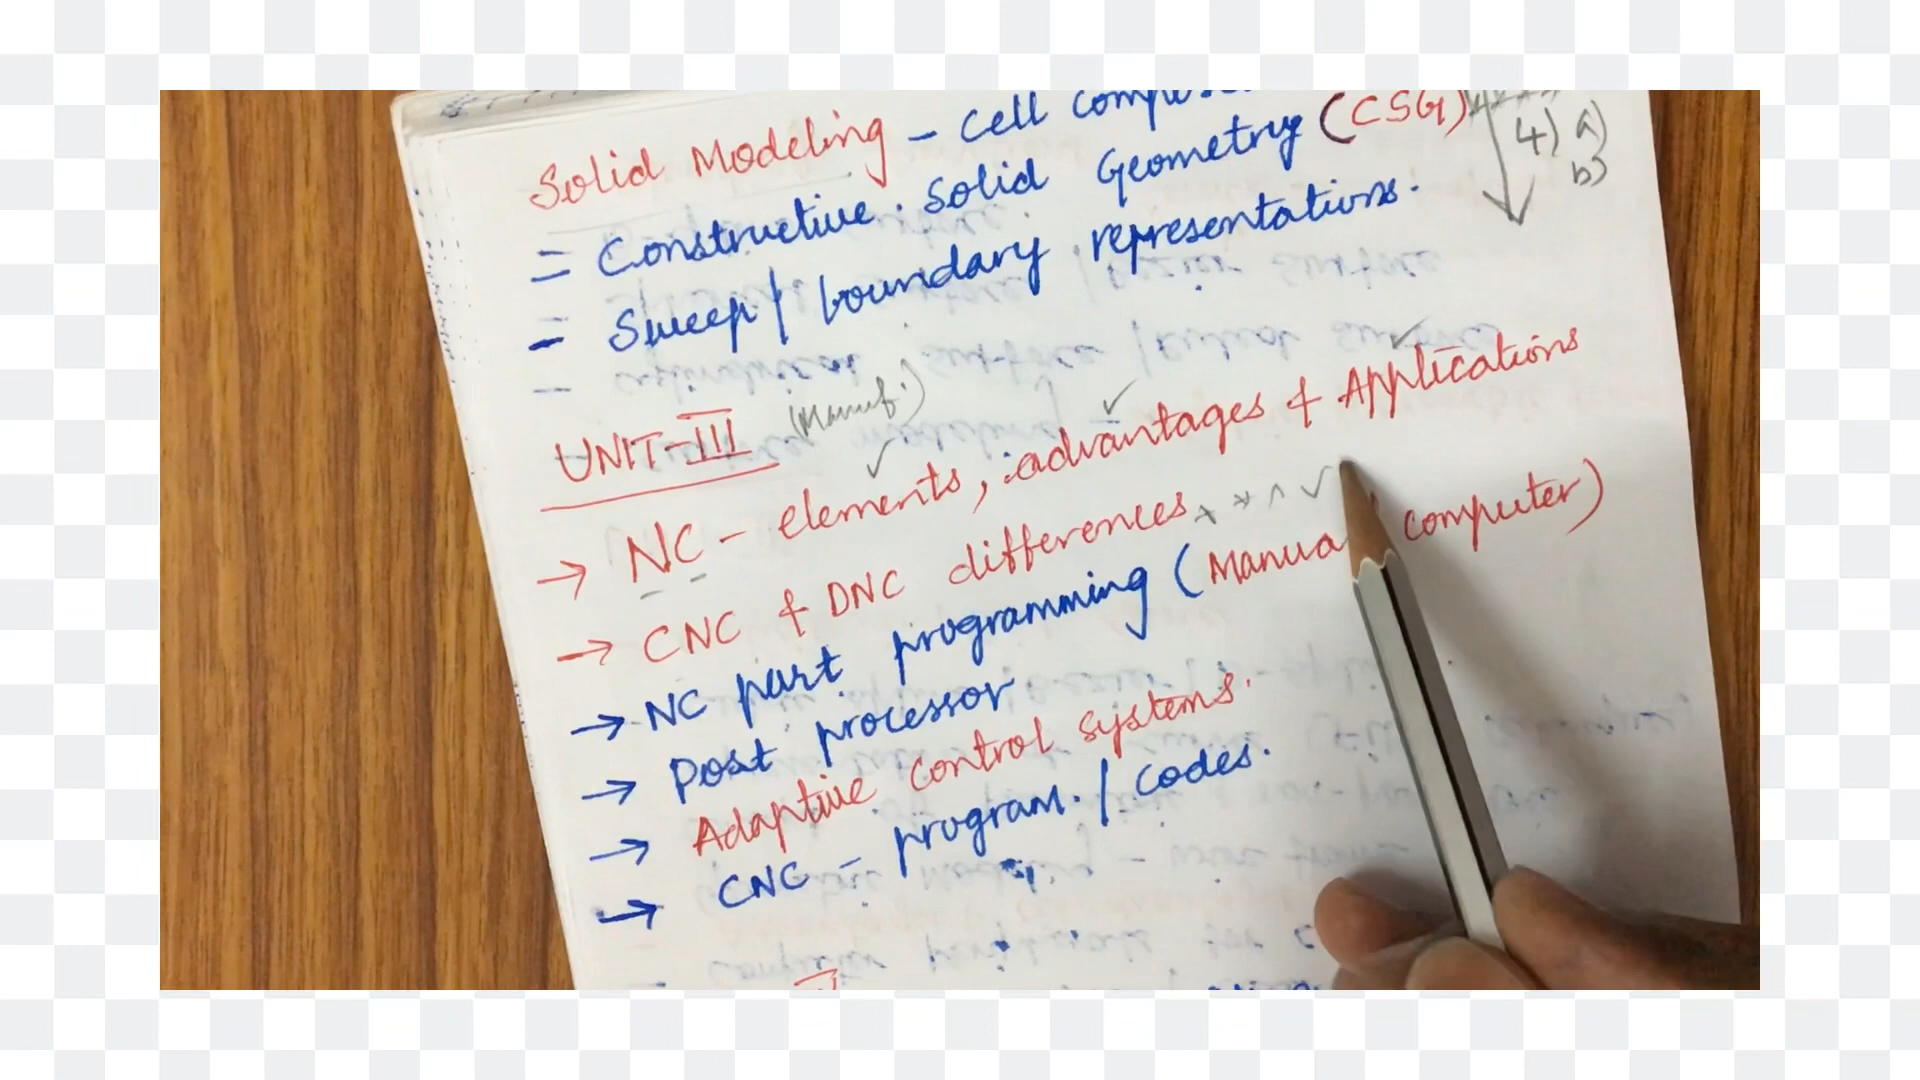 Solid Modeling - Cell
= Constructive. Solid Geometry (CSG)
4) a)
b)
- Sweep / boundary representations.
UNIT-III (Manuf.)
→ NC - elements, advantages & Applications
→ CNC & DNC differences
→ NC part programming (Manua computer)
→ Post processor
→ Adaptive control systems.
→ CNC - program. / Codes.